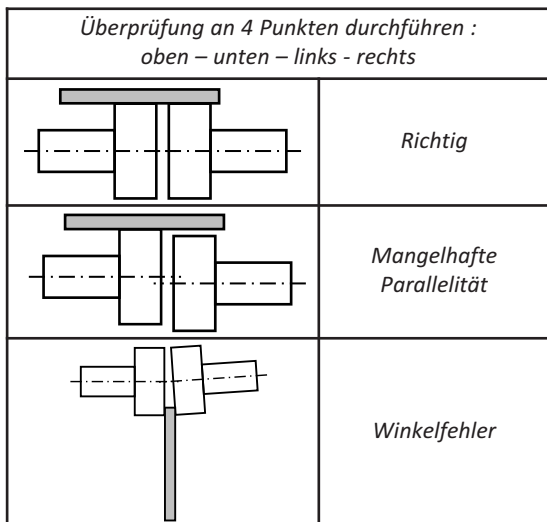 Überprüfung an 4 Punkten durchführen :
oben – unten – links - rechts
Richtig
Mangelhafte
Parallelität
Winkelfehler